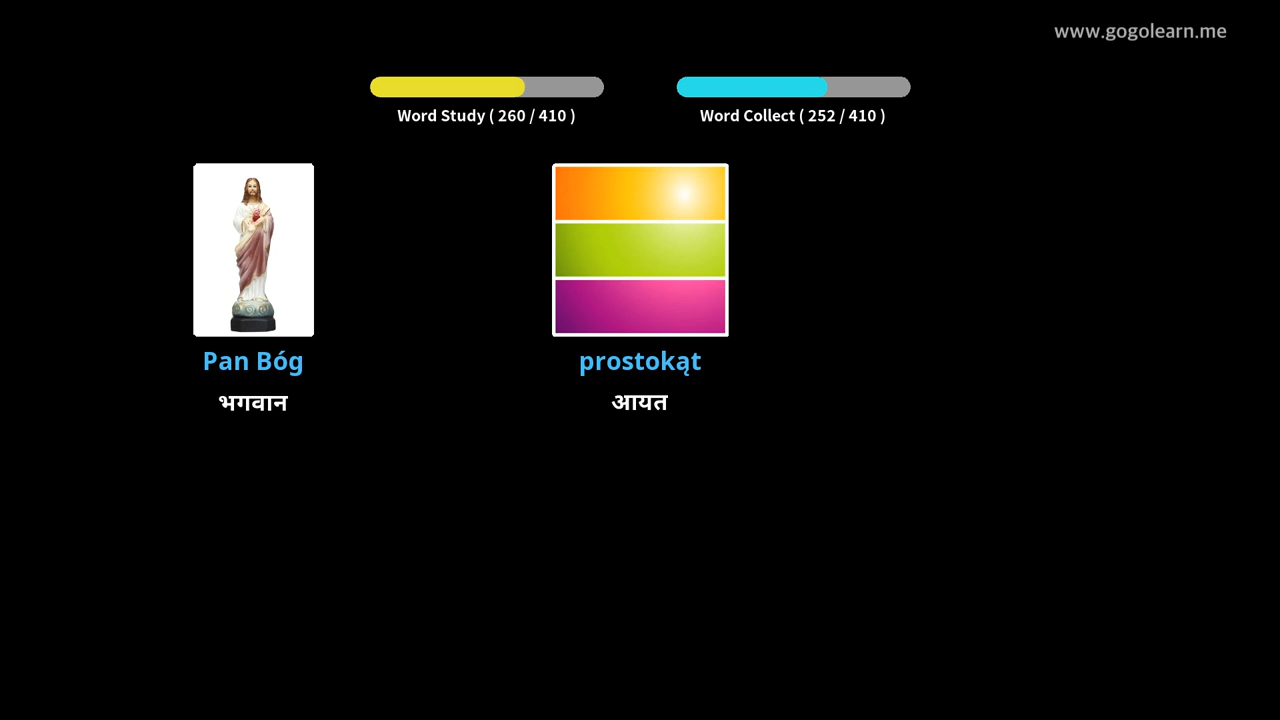 www.gogolearn.me
Word Study ( 260 / 410 )
Word Collect ( 252 / 410 )
Pan Bóg
prostokąt
भगवान
आयत